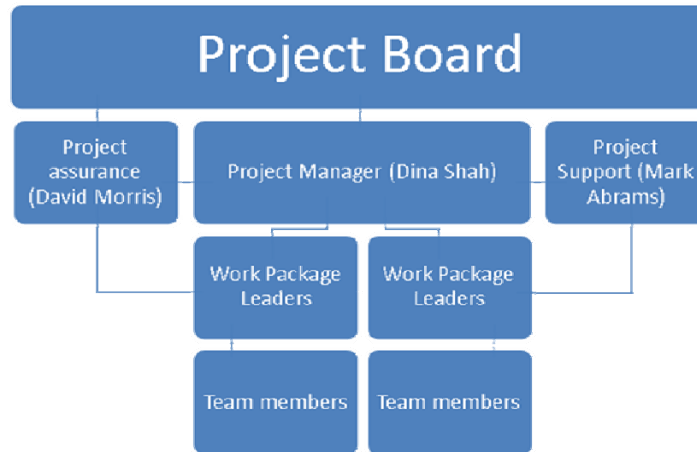 Project Board
Project
assurance
(David Morris)
Project Manager (Dina Shah)
Project
Support (Mark
Abrams)
Work Package
Leaders
Work Package
Leaders
Team members
Team members